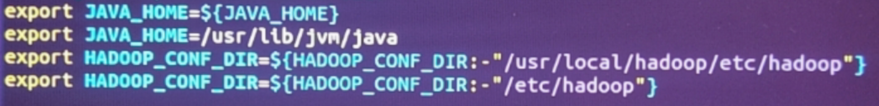 export JAVA_HOME=${JAVA_HOME}
export JAVA_HOME=/usr/lib/jvm/java
export HADOOP_CONF_DIR=${HADOOP_CONF_DIR:-"/usr/local/hadoop/etc/hadoop"}
export HADOOP_CONF_DIR=${HADOOP_CONF_DIR:-"/etc/hadoop"}